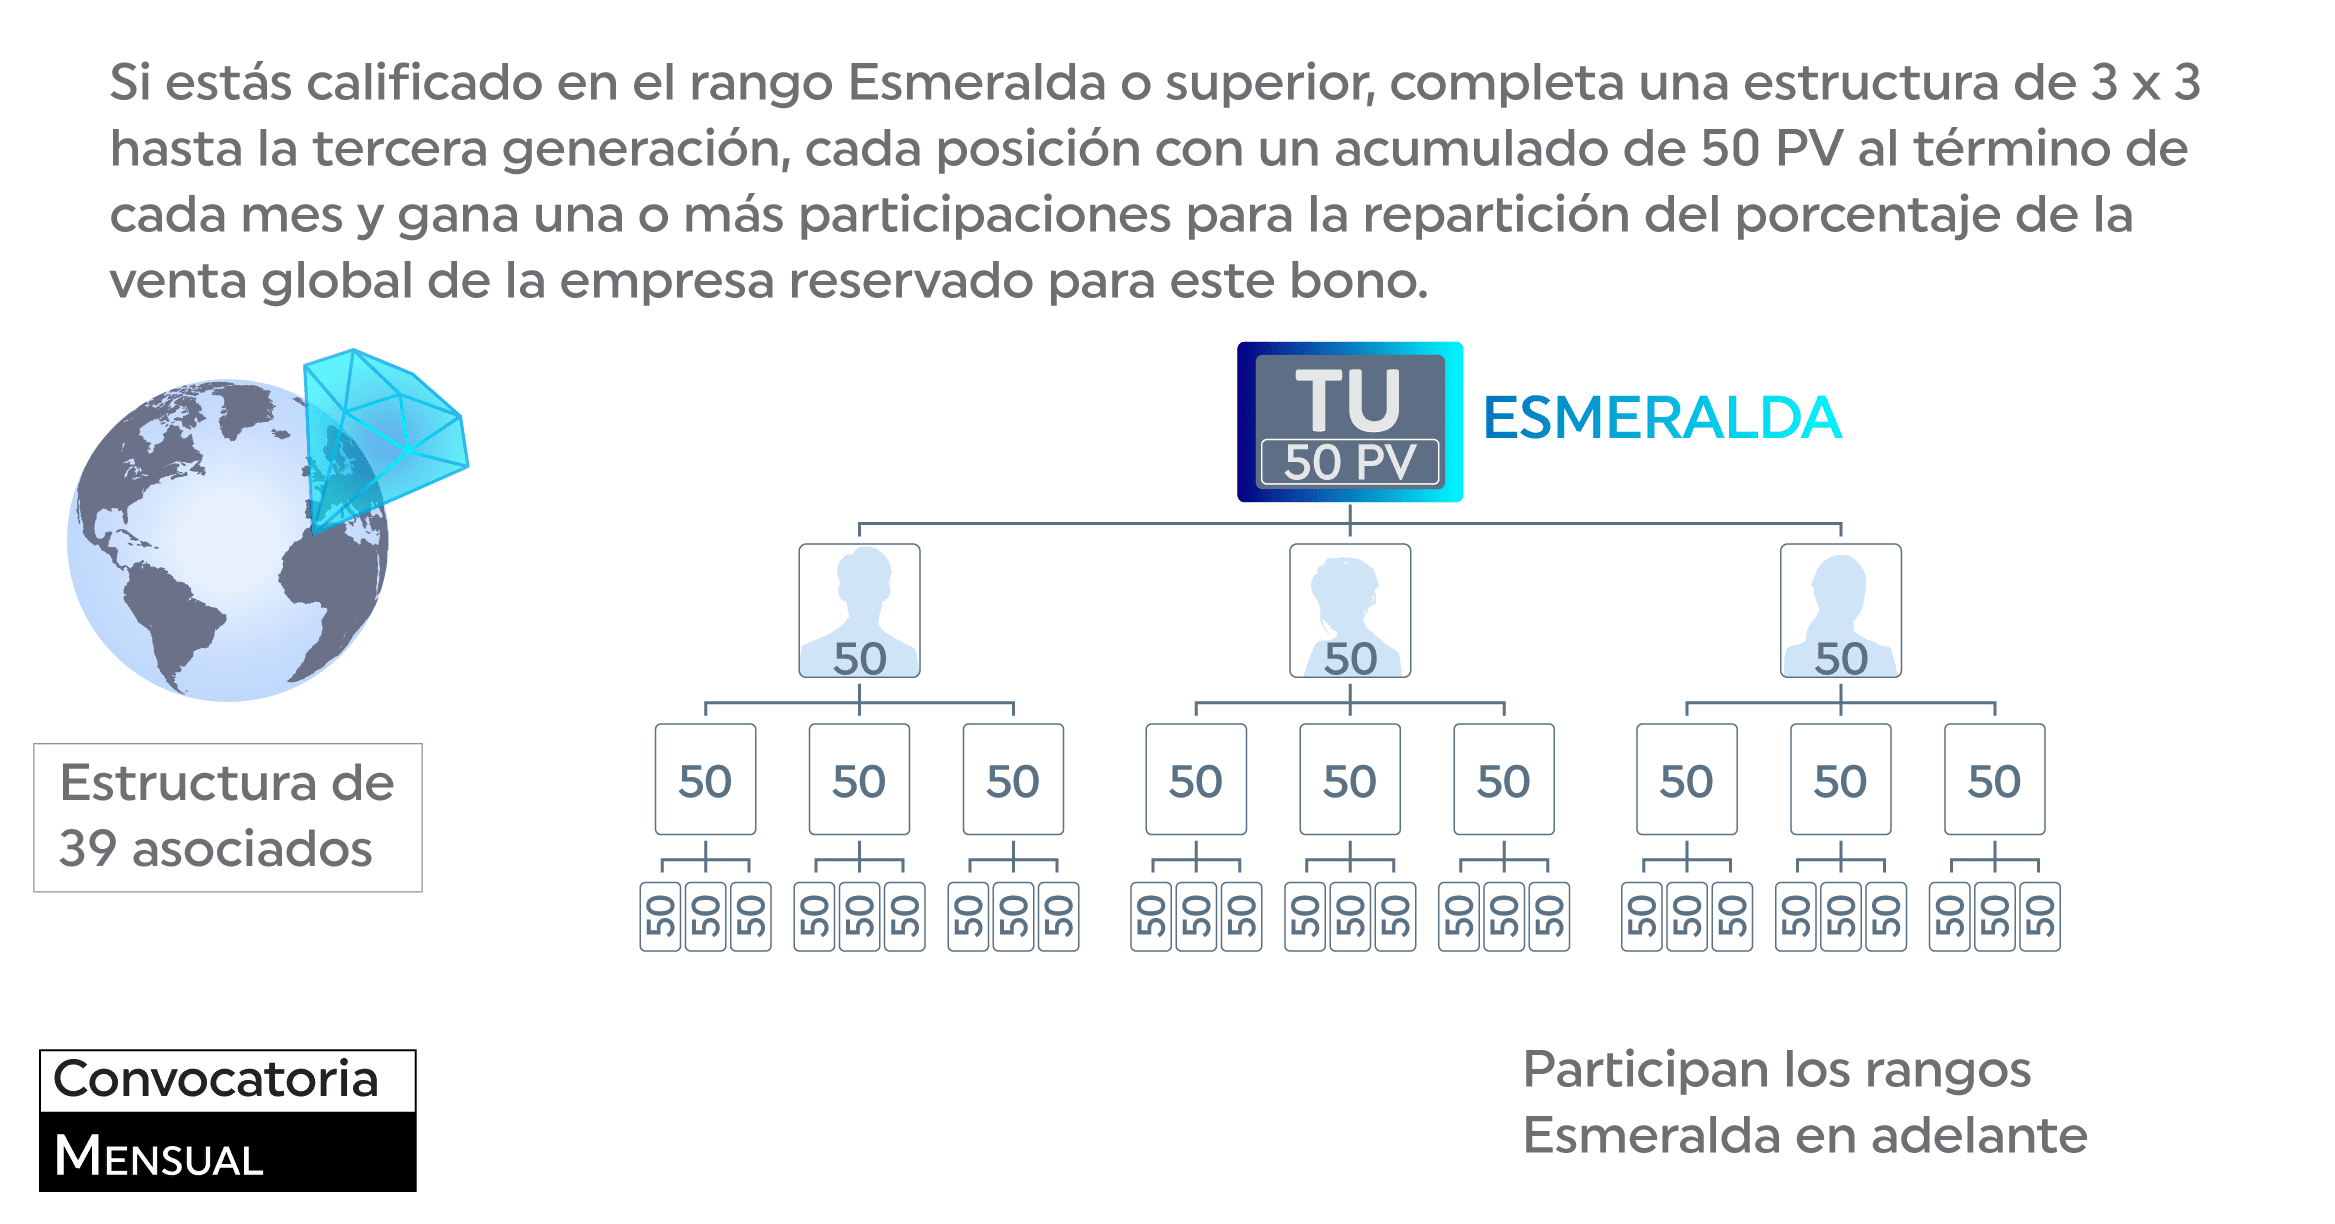 Si estás calificado en el rango Esmeralda o superior, completa una estructura de 3 x 3
hasta la tercera generación, cada posición con un acumulado de 50 PV al término de
cada mes y gana una o más participaciones para la repartición del porcentaje de la
venta global de la empresa reservado para este bono.
TU
50 PV
ESMERALDA
50 50 50
50 50 50 50 50 50 50 50 50
50 50 50 50 50 50 50 50 50 50 50 50 50 50 50 50 50 50 50 50 50 50 50 50 50 50 50
Estructura de
39 asociados
Convocatoria
MENSUAL
Participan los rangos
Esmeralda en adelante